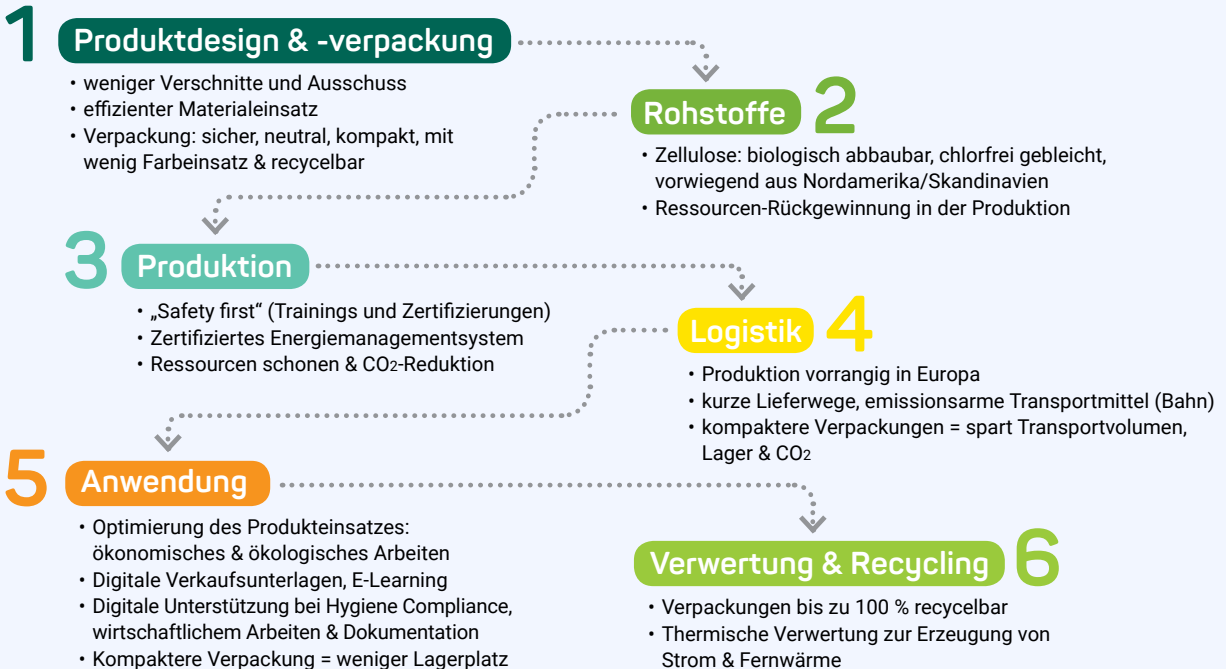 1 Produktdesign & -verpackung
• weniger Verschnitte und Ausschuss
• effizienter Materialeinsatz
• Verpackung: sicher, neutral, kompakt, mit
wenig Farbeinsatz & recycelbar
Rohstoffe 2
• Zellulose: biologisch abbaubar, chlorfrei gebleicht,
vorwiegend aus Nordamerika/Skandinavien
• Ressourcen-Rückgewinnung in der Produktion
3 Produktion
• „Safety first“ (Trainings und Zertifizierungen)
• Zertifiziertes Energiemanagementsystem
• Ressourcen schonen & CO2-Reduktion
Logistik 4
• Produktion vorrangig in Europa
• kurze Lieferwege, emissionsarme Transportmittel (Bahn)
• kompaktere Verpackungen = spart Transportvolumen,
Lager & CO2
5 Anwendung
• Optimierung des Produkteinsatzes:
ökonomisches & ökologisches Arbeiten
• Digitale Verkaufsunterlagen, E-Learning
• Digitale Unterstützung bei Hygiene Compliance,
wirtschaftlichem Arbeiten & Dokumentation
• Kompaktere Verpackung = weniger Lagerplatz
Verwertung & Recycling 6
• Verpackungen bis zu 100 % recycelbar
• Thermische Verwertung zur Erzeugung von
Strom & Fernwärme